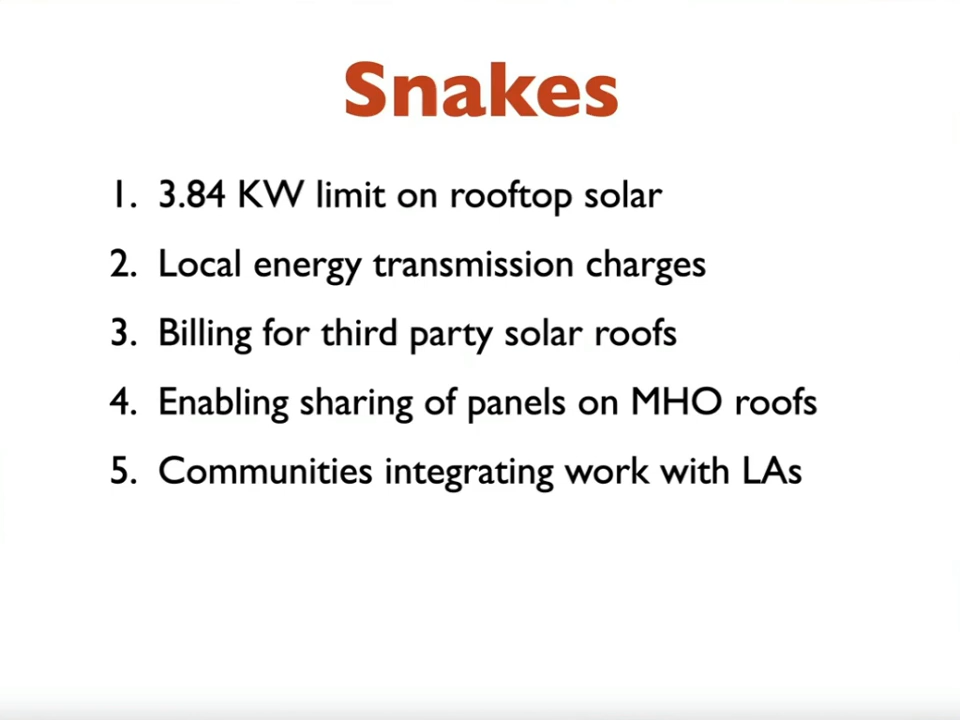 Snakes
1. 3.84 KW limit on rooftop solar
2. Local energy transmission charges
3. Billing for third party solar roofs
4. Enabling sharing of panels on MHO roofs
5. Communities integrating work with LAs